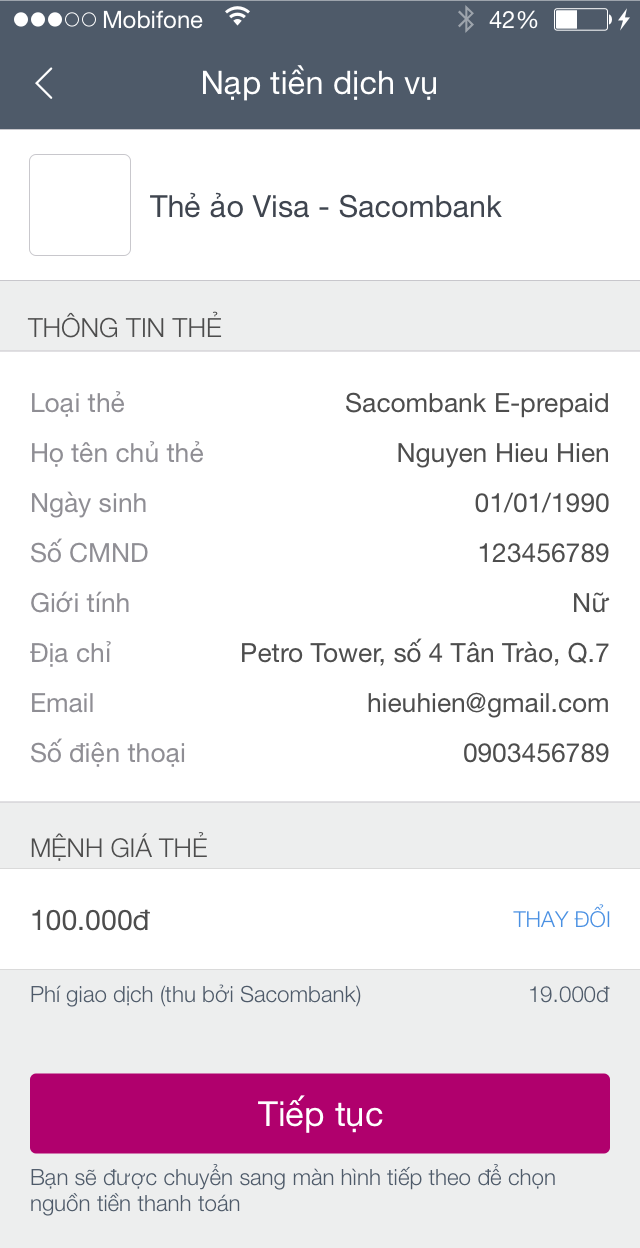 Mobifone 42%
Nạp tiền dịch vụ
Thẻ ảo Visa - Sacombank
THÔNG TIN THẺ
Loại thẻ Sacombank E-prepaid
Họ tên chủ thẻ Nguyen Hieu Hien
Ngày sinh 01/01/1990
Số CMND 123456789
Giới tính Nữ
Địa chỉ Petro Tower, số 4 Tân Trào, Q.7
Email hieuhien@gmail.com
Số điện thoại 0903456789
MỆNH GIÁ THẺ
100.000đ THAY ĐỔI
Phí giao dịch (thu bởi Sacombank) 19.000đ
Tiếp tục
Bạn sẽ được chuyển sang màn hình tiếp theo để chọn
nguồn tiền thanh toán